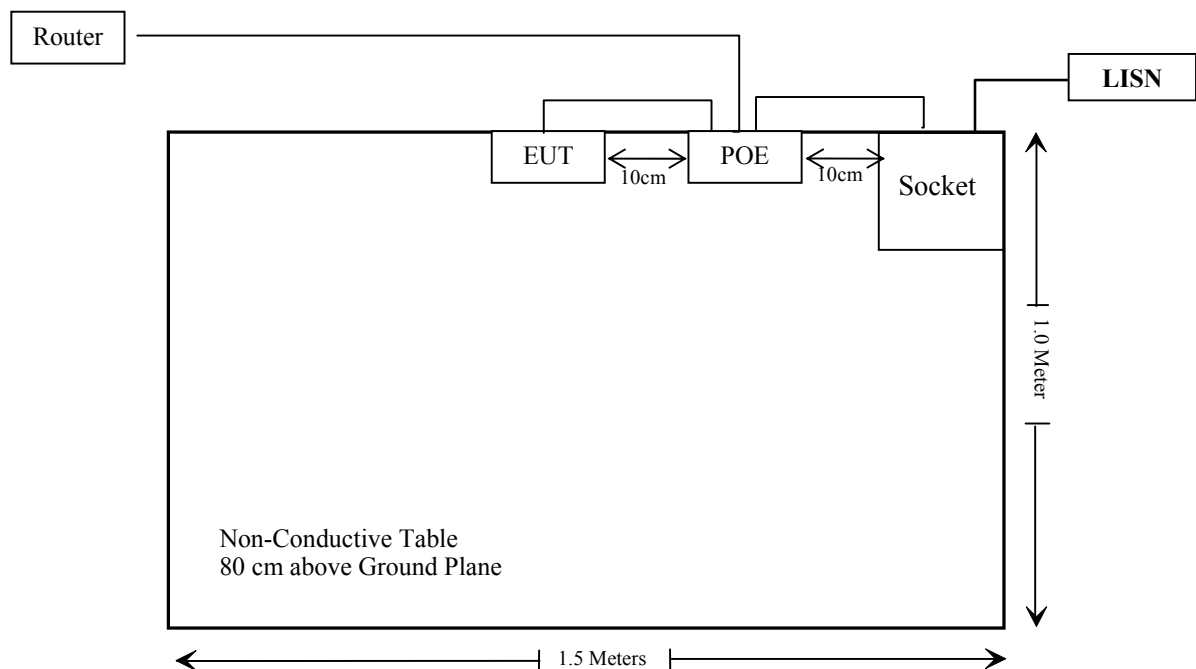 Router
LISN
EUT
POE
10cm
10cm
Socket
1.0 Meter
Non-Conductive Table
80 cm above Ground Plane
1.5 Meters